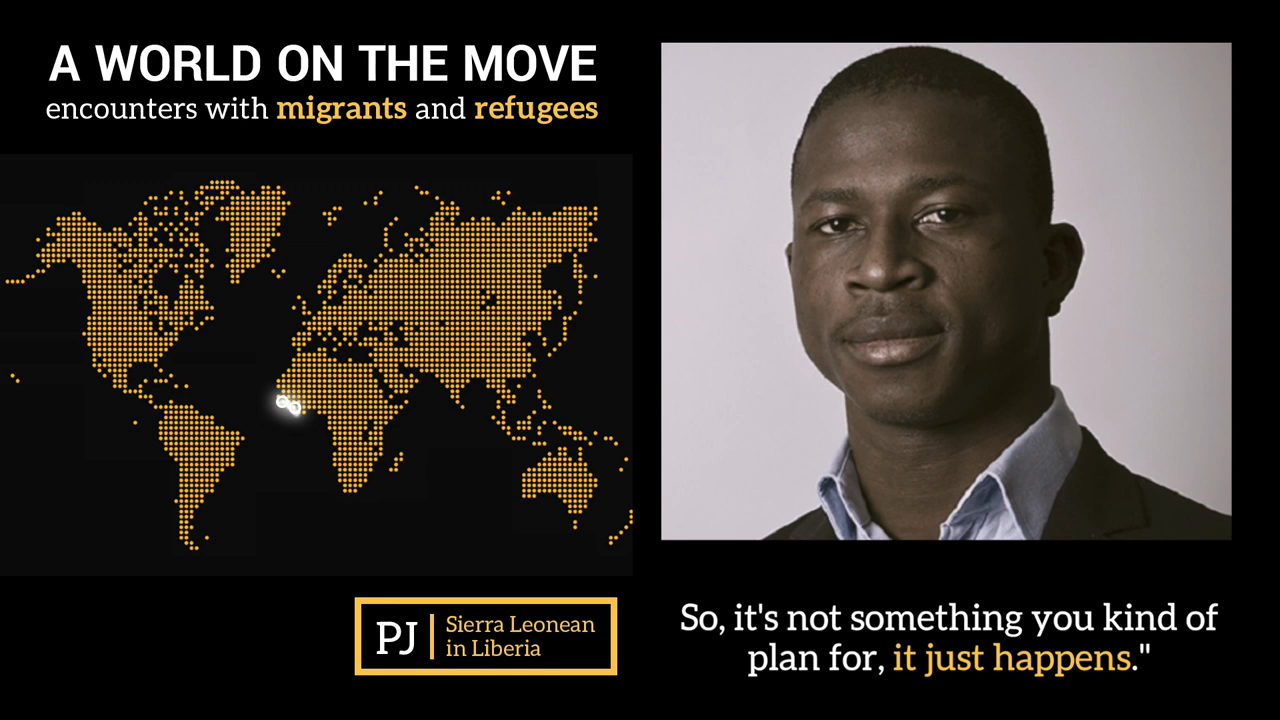 A WORLD ON THE MOVE
encounters with migrants and refugees
PJ
Sierra Leonean
in Liberia
So, it's not something you kind of
plan for, it just happens."